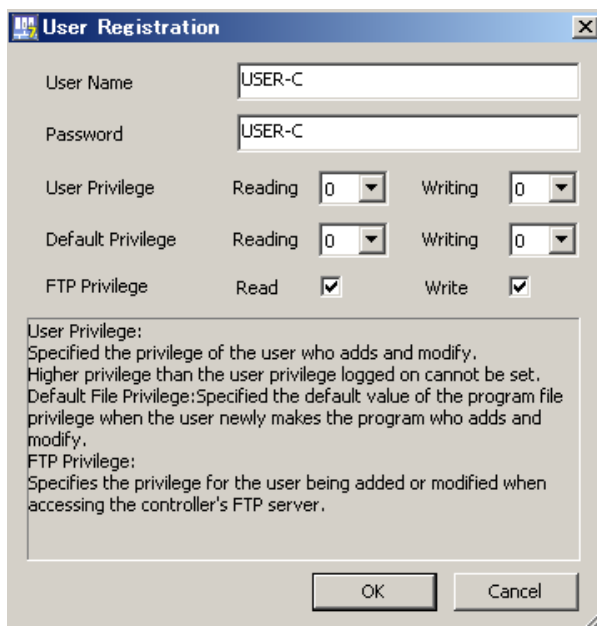 User Registration
User Name USER-C
Password USER-C
User Privilege Reading 0 Writing 0
Default Privilege Reading 0 Writing 0
FTP Privilege Read Write
User Privilege:
Specified the privilege of the user who adds and modify.
Higher privilege than the user privilege logged on cannot be set.
Default File Privilege:Specified the default value of the program file
privilege when the user newly makes the program who adds and
modify.
FTP Privilege:
Specifies the privilege for the user being added or modified when
accessing the controller's FTP server.
OK Cancel